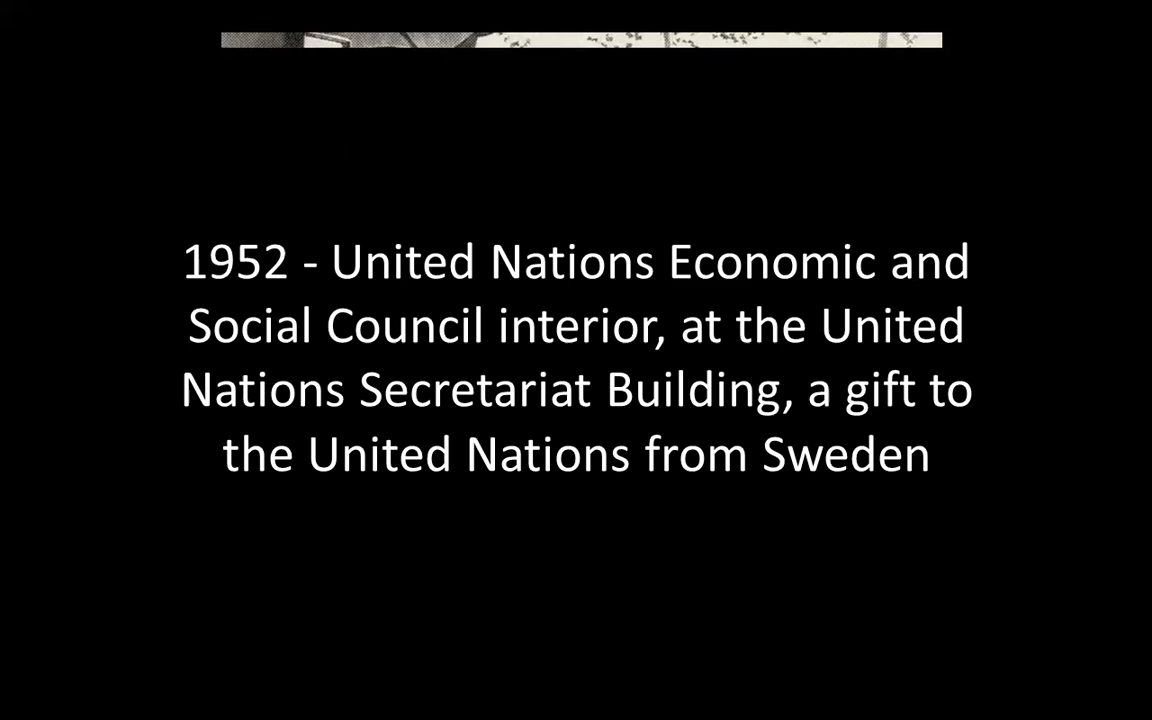 1952 - United Nations Economic and
Social Council interior, at the United
Nations Secretariat Building, a gift to
the United Nations from Sweden